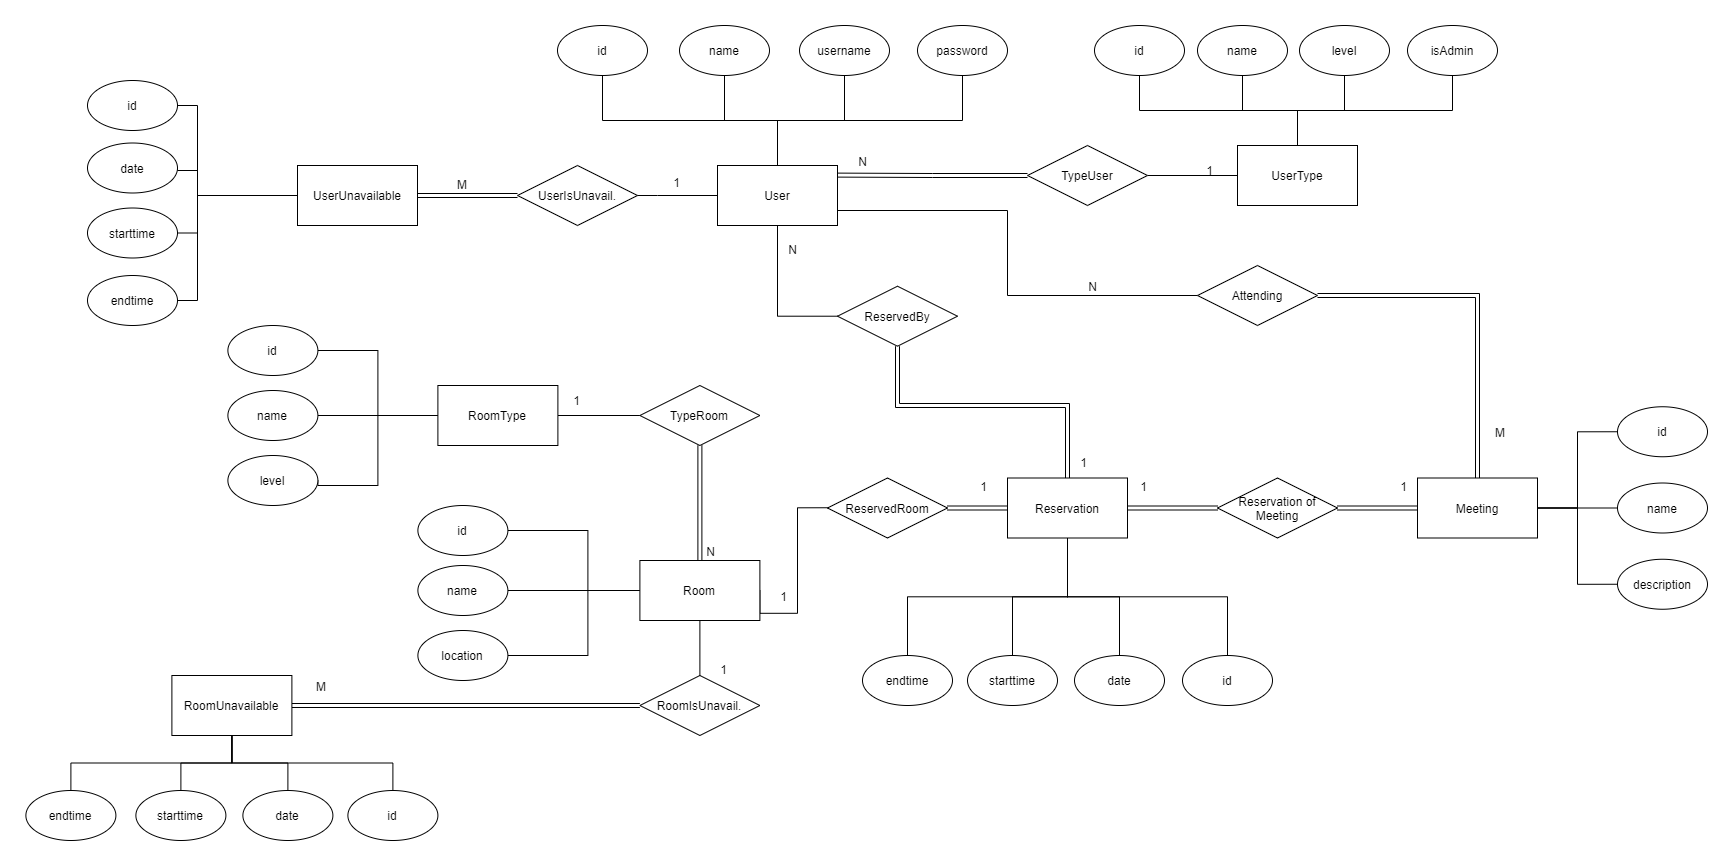 id
name
username
password
id
name
level
isAdmin
id
date
starttime
endtime
UserUnavailable
M
UserIsUnavail.
1
User
N
TypeUser
1
UserType
N
ReservedBy
N
Attending
M
id
name
level
RoomType
1
TypeRoom
N
id
name
location
Room
1
ReservedRoom
1
1
Reservation
1
Reservation of
Meeting
1
Meeting
id
name
description
endtime
starttime
date
id
1
RoomIsUnavail.
M
RoomUnavailable
endtime
starttime
date
id